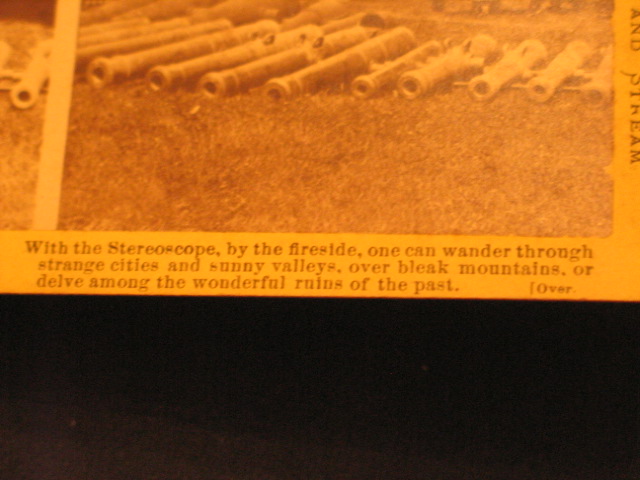 With the Stereoscope, by the fireside, one can wander through
strange cities and sunny valleys, over bleak mountains, or
delve among the wonderful ruins of the past. [Over.
AND STREAM